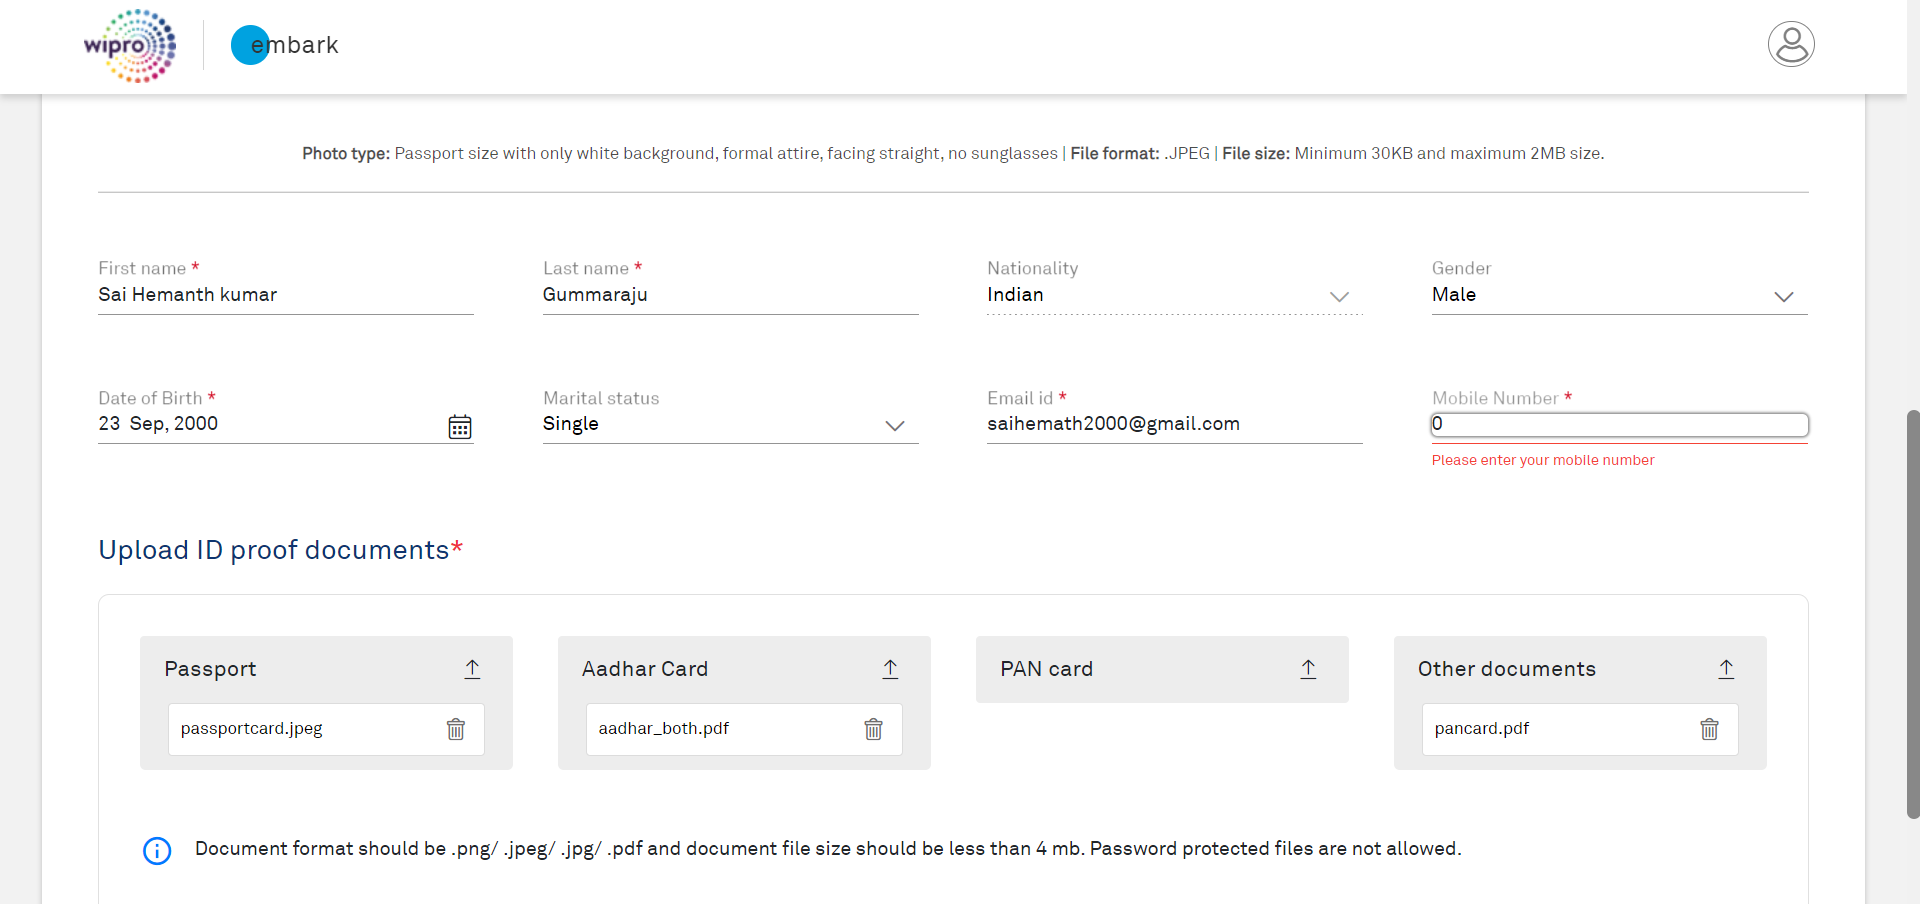 wipro
embark
Photo type: Passport size with only white background, formal attire, facing straight, no sunglasses | File format: .JPEG | File size: Minimum 30KB and maximum 2MB size.
First name *
Sai Hemanth kumar
Last name *
Gummaraju
Nationality
Indian
Gender
Male
Date of Birth *
23 Sep, 2000
Marital status
Single
Email id *
saihemath2000@gmail.com
Mobile Number *
0
Please enter your mobile number
Upload ID proof documents*
Passport
passportcard.jpeg
Aadhar Card
aadhar_both.pdf
PAN card
Other documents
pancard.pdf
Document format should be .png/ .jpeg/ .jpg/ .pdf and document file size should be less than 4 mb. Password protected files are not allowed.